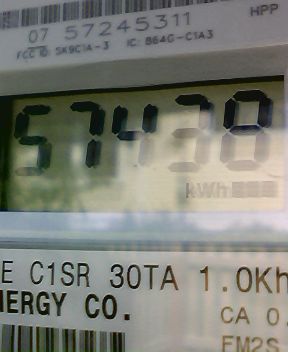 HPP
07 57245311
FCC ID: SK9C1A-3 IC: 864G-C1A3
57438
kWh
E C1SR 30TA 1.0Kh
NERGY CO.
CA 0.
FM2S